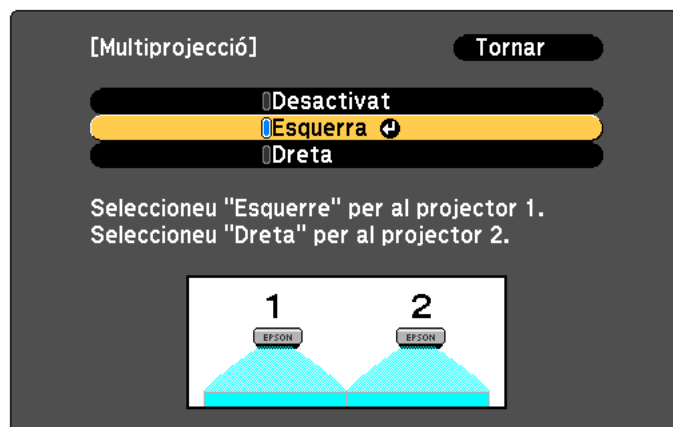 [Multiprojecció] Tornar
Desactivat
Esquerra
Dreta
Seleccioneu "Esquerre" per al projector 1.
Seleccioneu "Dreta" per al projector 2.
1 2
EPSON EPSON